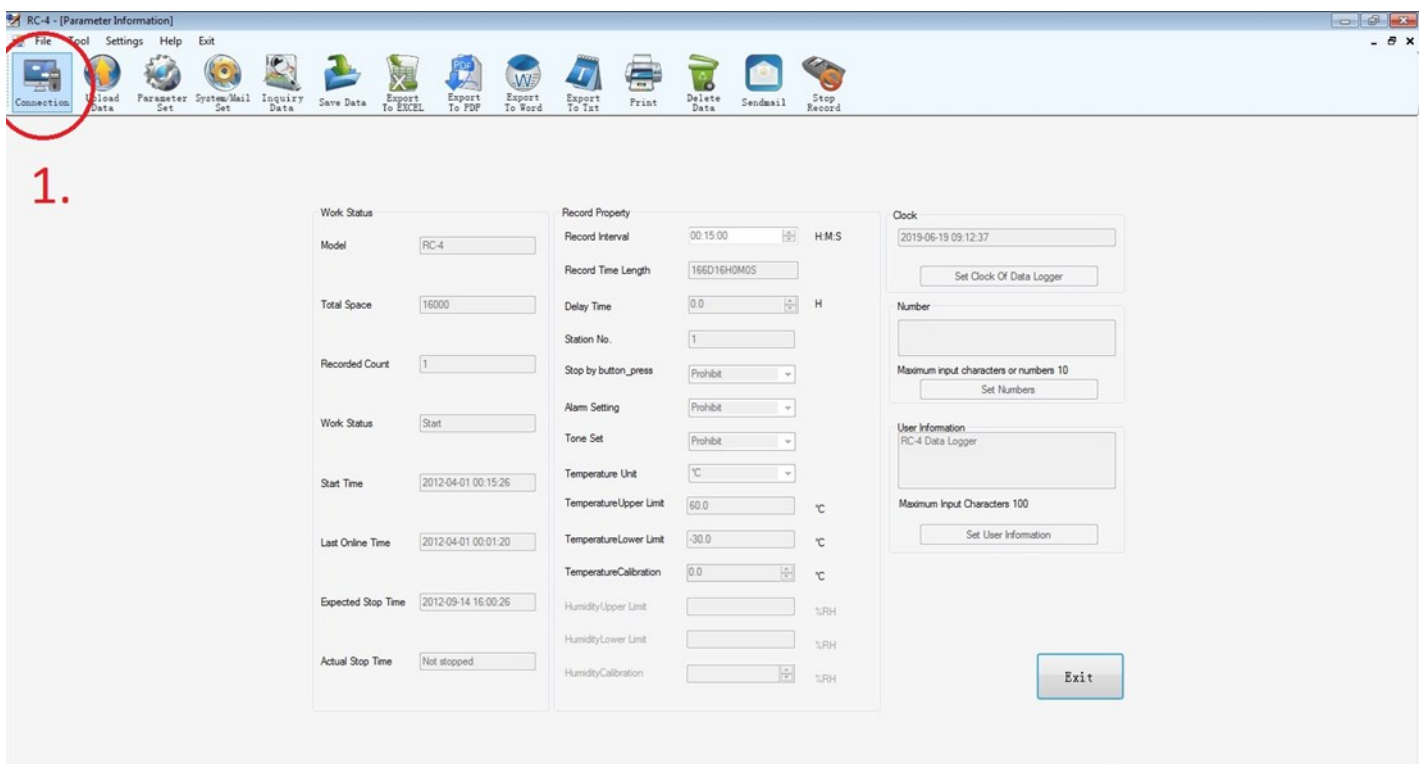 RC-4 - [Parameter Information]
File Tool Settings Help Exit
Connection
Upload Data
Parameter Set
System/Mail Set
Inquiry Data
Save Data
Export To EXCEL
Export To PDF
Export To Word
Export To Txt
Print
Delete Data
Sendmail
Stop Record
1.
Work Status
Model RC-4
Total Space 16000
Recorded Count 1
Work Status Start
Start Time 2012-04-01 00:15:26
Last Online Time 2012-04-01 00:01:20
Expected Stop Time 2012-09-14 16:00:26
Actual Stop Time Not stopped
Record Property
Record Interval 00:15:00 H:M:S
Record Time Length 166D16H0M0S
Delay Time 0.0 H
Station No. 1
Stop by button_press Prohibit
Alarm Setting Prohibit
Tone Set Prohibit
Temperature Unit °C
TemperatureUpper Limit 60.0 °C
TemperatureLower Limit -30.0 °C
TemperatureCalibration 0.0 °C
HumidityUpper Limit %RH
HumidityLower Limit %RH
HumidityCalibration %RH
Clock
2019-06-19 09:12:37
Set Clock Of Data Logger
Number
Maximum input characters or numbers 10
Set Numbers
User Information
RC-4 Data Logger
Maximum Input Characters 100
Set User Information
Exit